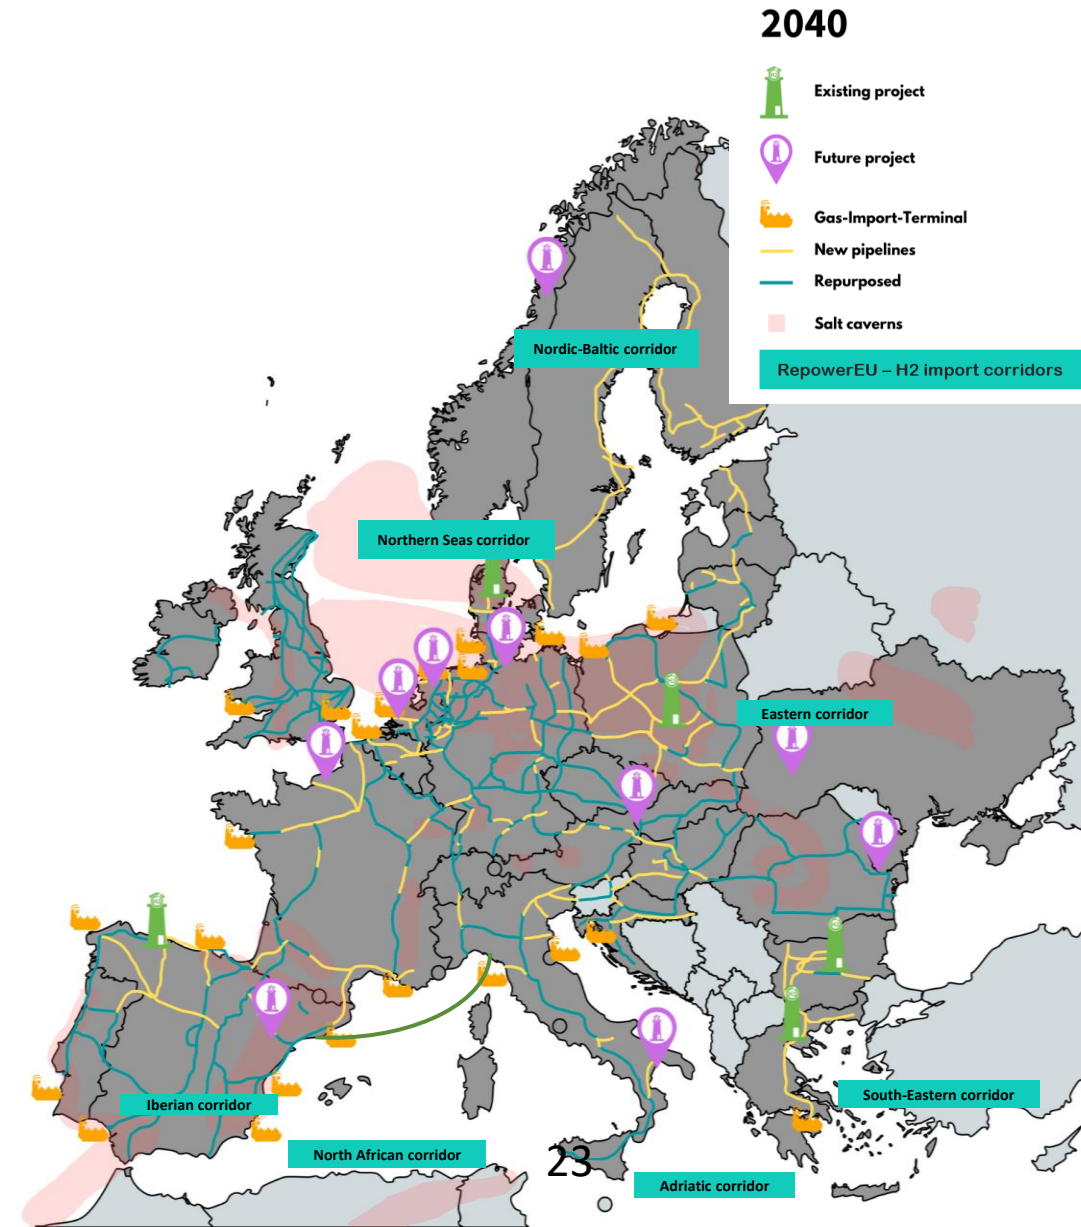 2040
Existing project
Future project
Gas-Import-Terminal
New pipelines
Repurposed
Salt caverns
RepowerEU – H2 import corridors
Nordic-Baltic corridor
Northern Seas corridor
Eastern corridor
South-Eastern corridor
Iberian corridor
North African corridor
23
Adriatic corridor